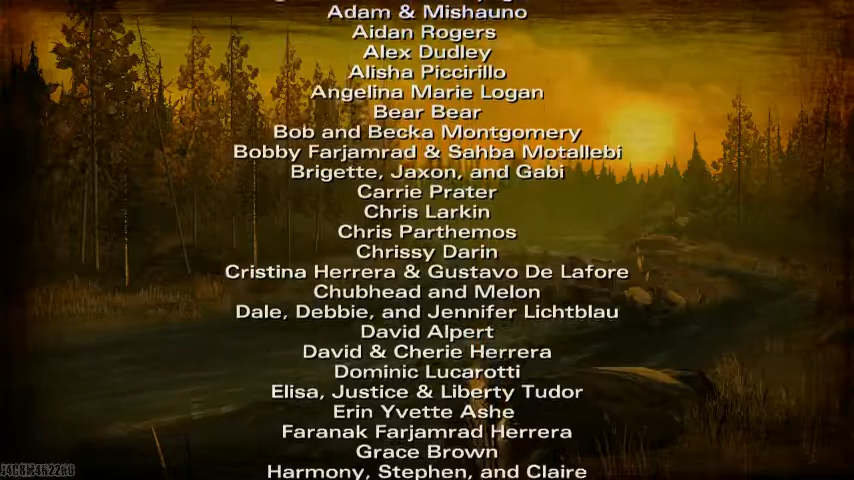 Adam & Mishauno
Aidan Rogers
Alex Dudley
Alisha Piccirillo
Angelina Marie Logan
Bear Bear
Bob and Becka Montgomery
Bobby Farjamrad & Sahba Motallebi
Brigette, Jaxon, and Gabi
Carrie Prater
Chris Larkin
Chris Parthemos
Chrissy Darin
Cristina Herrera & Gustavo De Lafore
Chubhead and Melon
Dale, Debbie, and Jennifer Lichtblau
David Alpert
David & Cherie Herrera
Dominic Lucarotti
Elisa, Justice & Liberty Tudor
Erin Yvette Ashe
Faranak Farjamrad Herrera
Grace Brown
Harmony, Stephen, and Claire